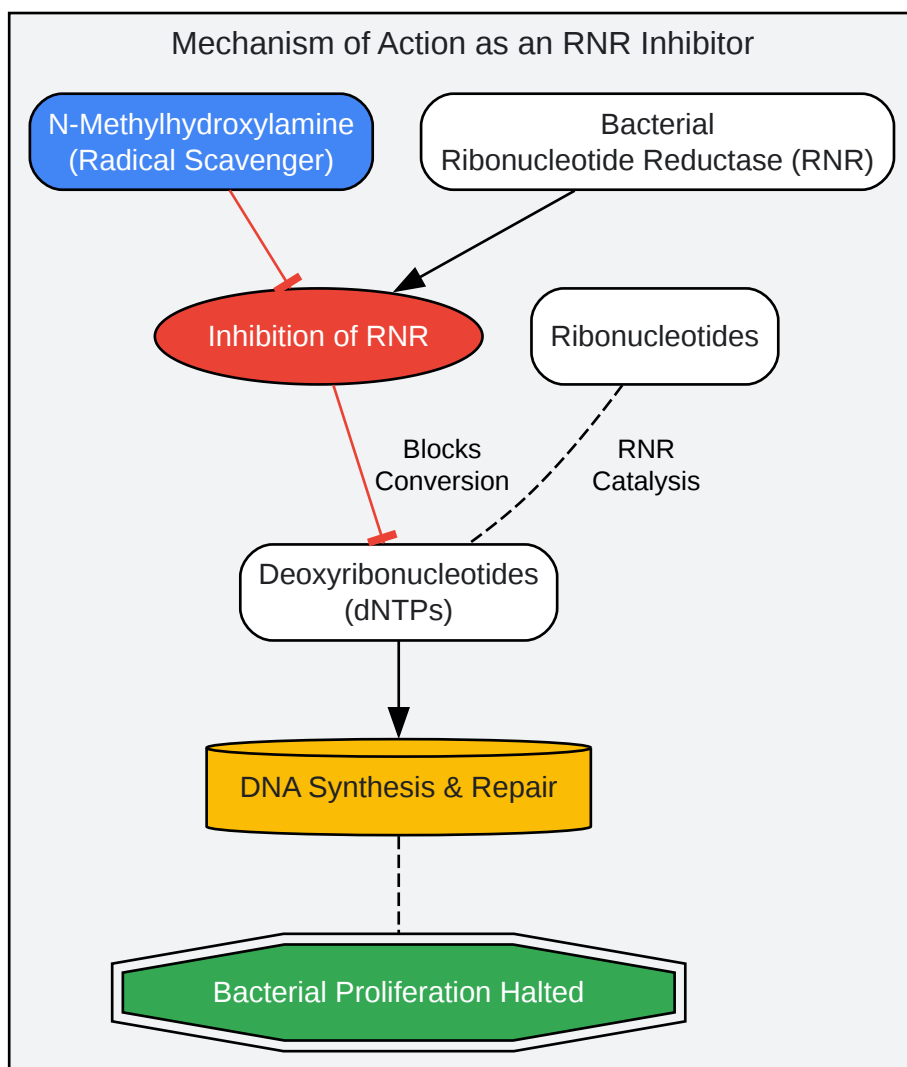 Mechanism of Action as an RNR Inhibitor
N-Methylhydroxylamine
(Radical Scavenger)
Bacterial
Ribonucleotide Reductase (RNR)
Inhibition of RNR
Ribonucleotides
Blocks
Conversion
RNR
Catalysis
Deoxyribonucleotides
(dNTPs)
DNA Synthesis & Repair
Bacterial Proliferation Halted